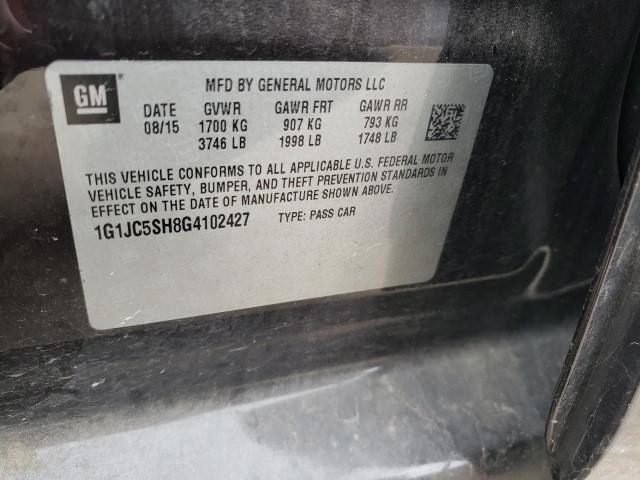 GM
MFD BY GENERAL MOTORS LLC
DATE GVWR GAWR FRT GAWR RR
08/15 1700 KG 907 KG 793 KG
3746 LB 1998 LB 1748 LB
THIS VEHICLE CONFORMS TO ALL APPLICABLE U.S. FEDERAL MOTOR
VEHICLE SAFETY, BUMPER, AND THEFT PREVENTION STANDARDS IN
EFFECT ON THE DATE OF MANUFACTURE SHOWN ABOVE.
1G1JC5SH8G4102427 TYPE: PASS CAR